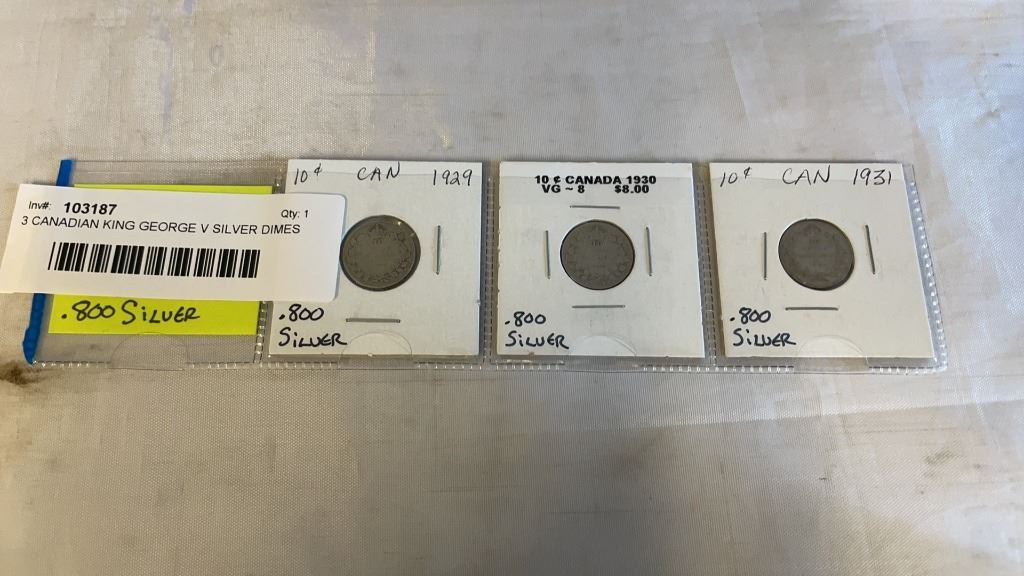 Inv#: 103187 Qty: 1
3 CANADIAN KING GEORGE V SILVER DIMES
.800 SILVER
10¢ CAN 1929
.800
SILVER
10 ¢ CANADA 1930
VG ~ 8 $8.00
.800
SILVER
10¢ CAN 1931
.800
SILVER